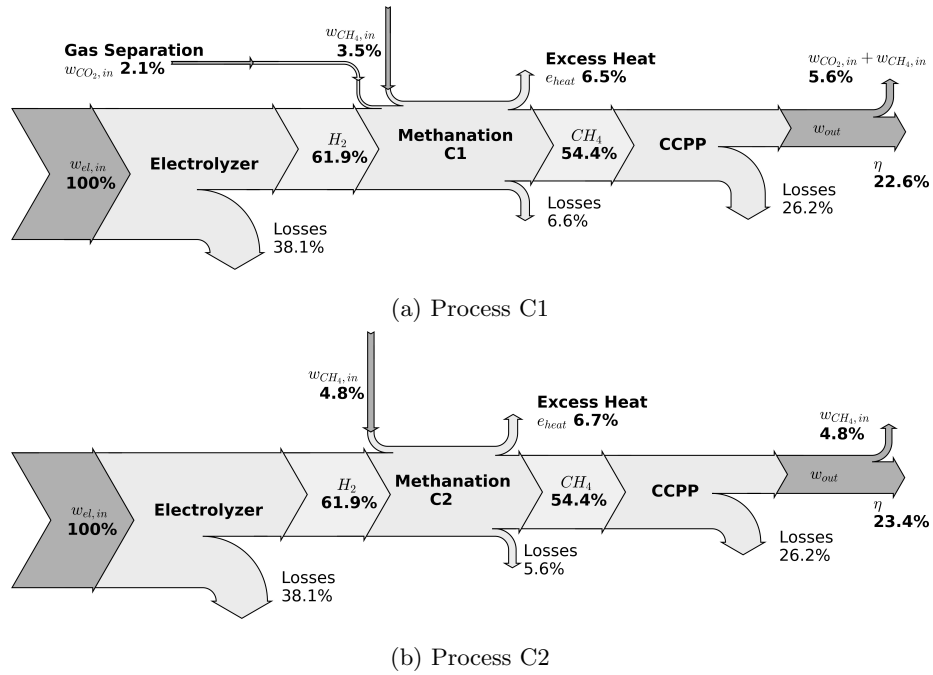 Gas Separation
w_{CO_2, in} 2.1%
w_{CH_4, in}
3.5%
Excess Heat
e_{heat} 6.5%
w_{CO_2, in} + w_{CH_4, in}
5.6%
w_{el, in}
100%
Electrolyzer
H_2
61.9%
Methanation
C1
CH_4
54.4%
CCPP
w_{out}
η
22.6%
Losses
38.1%
Losses
6.6%
Losses
26.2%
(a) Process C1
w_{CH_4, in}
4.8%
Excess Heat
e_{heat} 6.7%
w_{CH_4, in}
4.8%
w_{el, in}
100%
Electrolyzer
H_2
61.9%
Methanation
C2
CH_4
54.4%
CCPP
w_{out}
η
23.4%
Losses
38.1%
Losses
5.6%
Losses
26.2%
(b) Process C2